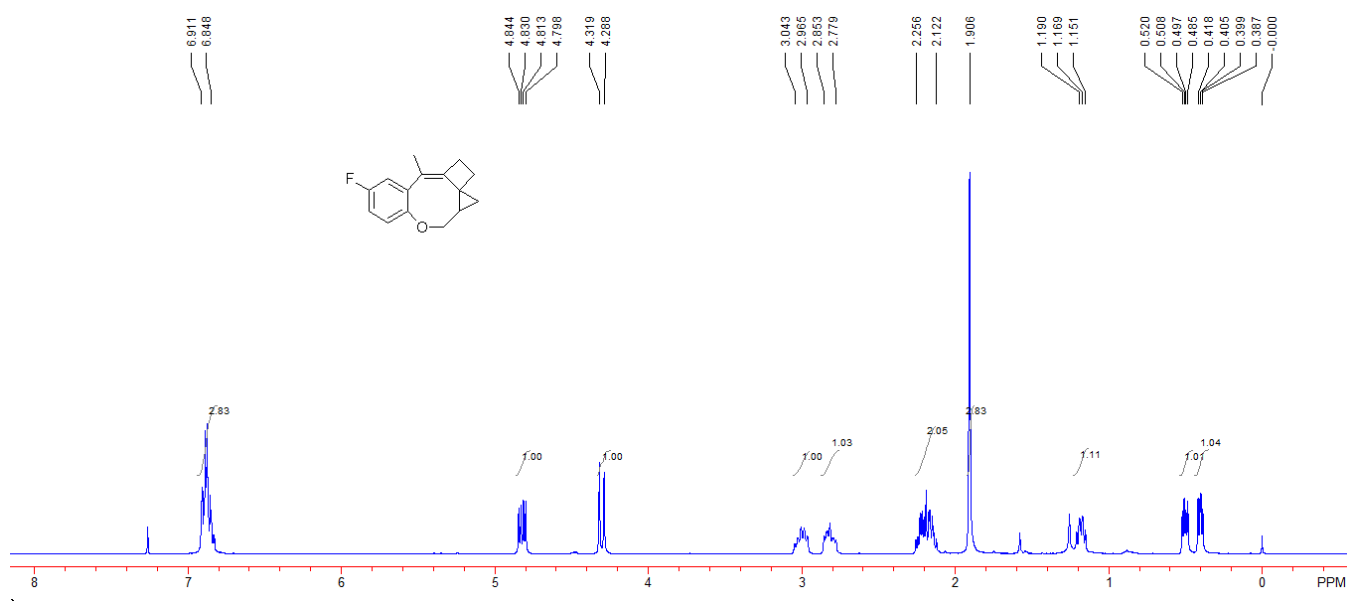 6.911 6.848 4.844 4.830 4.813 4.798 4.319 4.288 3.043 2.965 2.853 2.779 2.256 2.122 1.906 1.190 1.169 1.151 0.520 0.508 0.497 0.485 0.418 0.405 0.399 0.387 -0.000
F
O
2.83 1.00 1.00 1.00 1.03 2.05 2.83 1.11 1.01 1.04
8 7 6 5 4 3 2 1 0 PPM